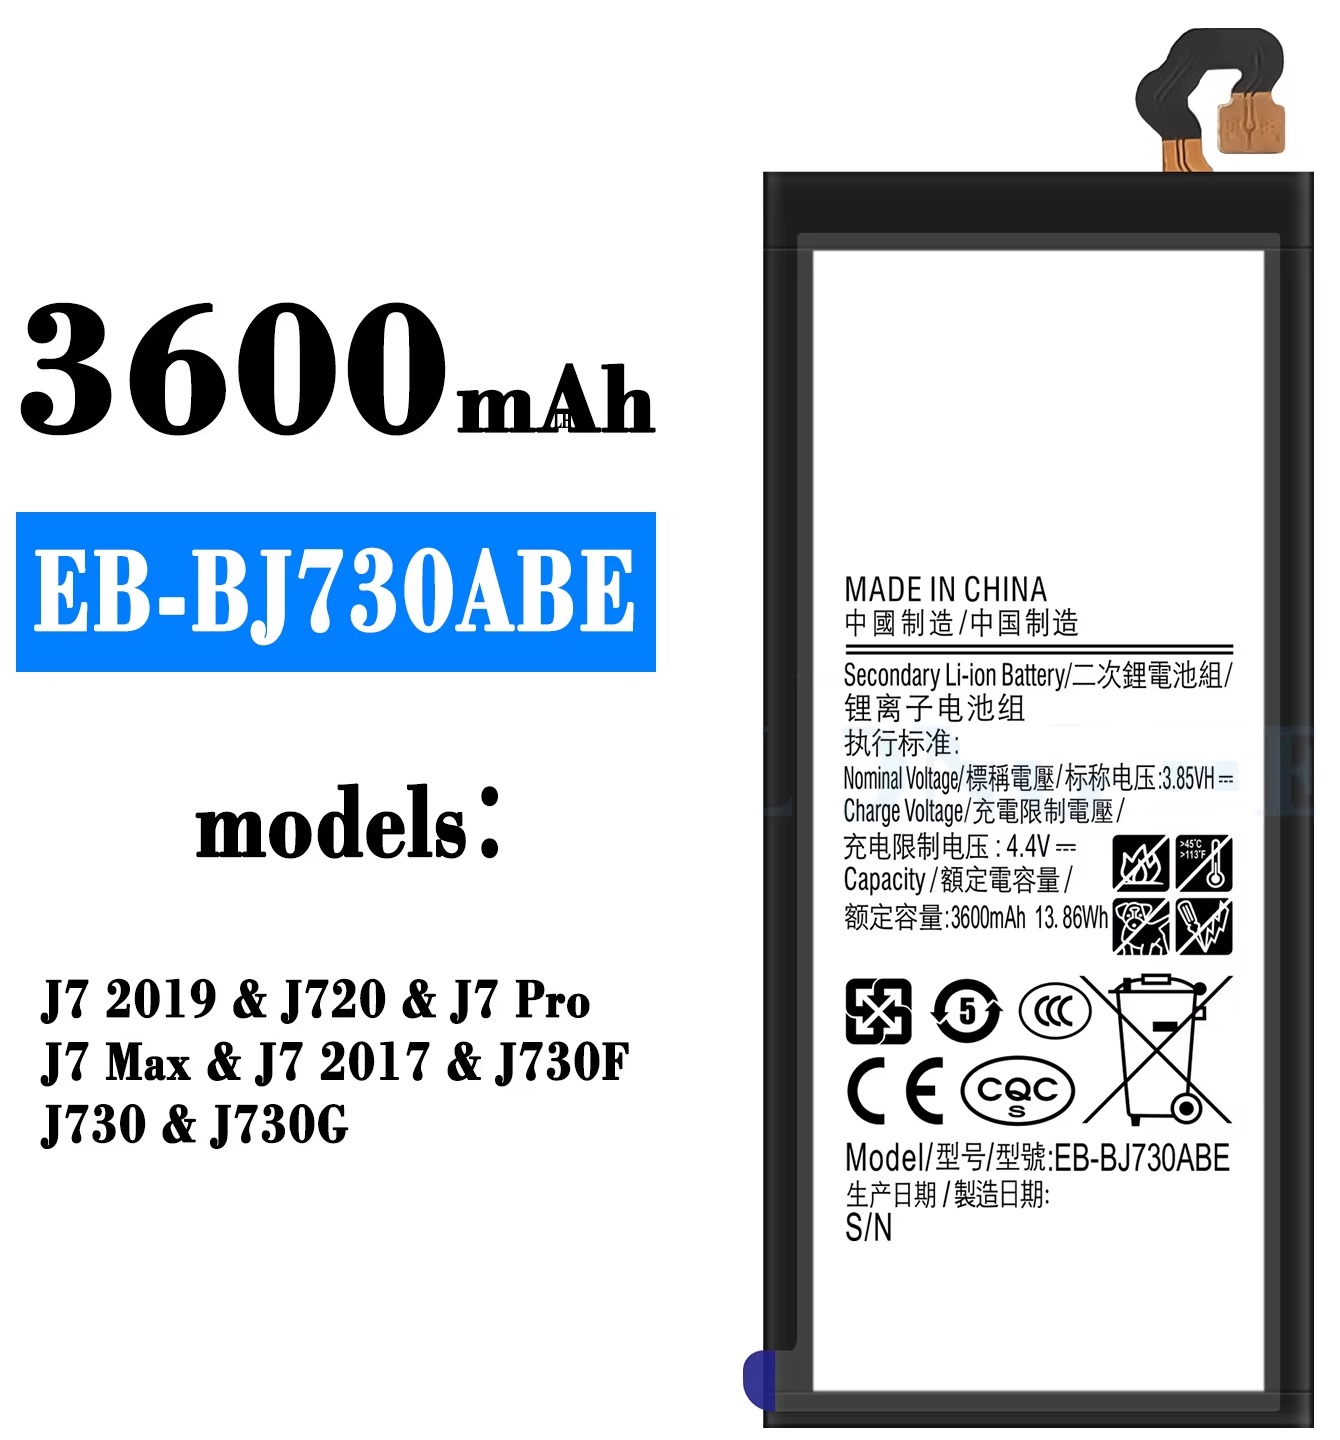 3600mAh
EB-BJ730ABE
models:
J7 2019 & J720 & J7 Pro
J7 Max & J7 2017 & J730F
J730 & J730G
MADE IN CHINA
中國制造/中国制造
Secondary Li-ion Battery/二次鋰電池組/
锂离子电池组
执行标准:
Nominal Voltage/標稱電壓/标称电压:3.85VH⎓
Charge Voltage/充電限制電壓/
充电限制电压:4.4V⎓
Capacity/額定電容量/
额定容量:3600mAh 13.86Wh
>45°C
>113°F
5
CCC
CE
CQC
S
Model/型号/型號:EB-BJ730ABE
生产日期/製造日期:
S/N